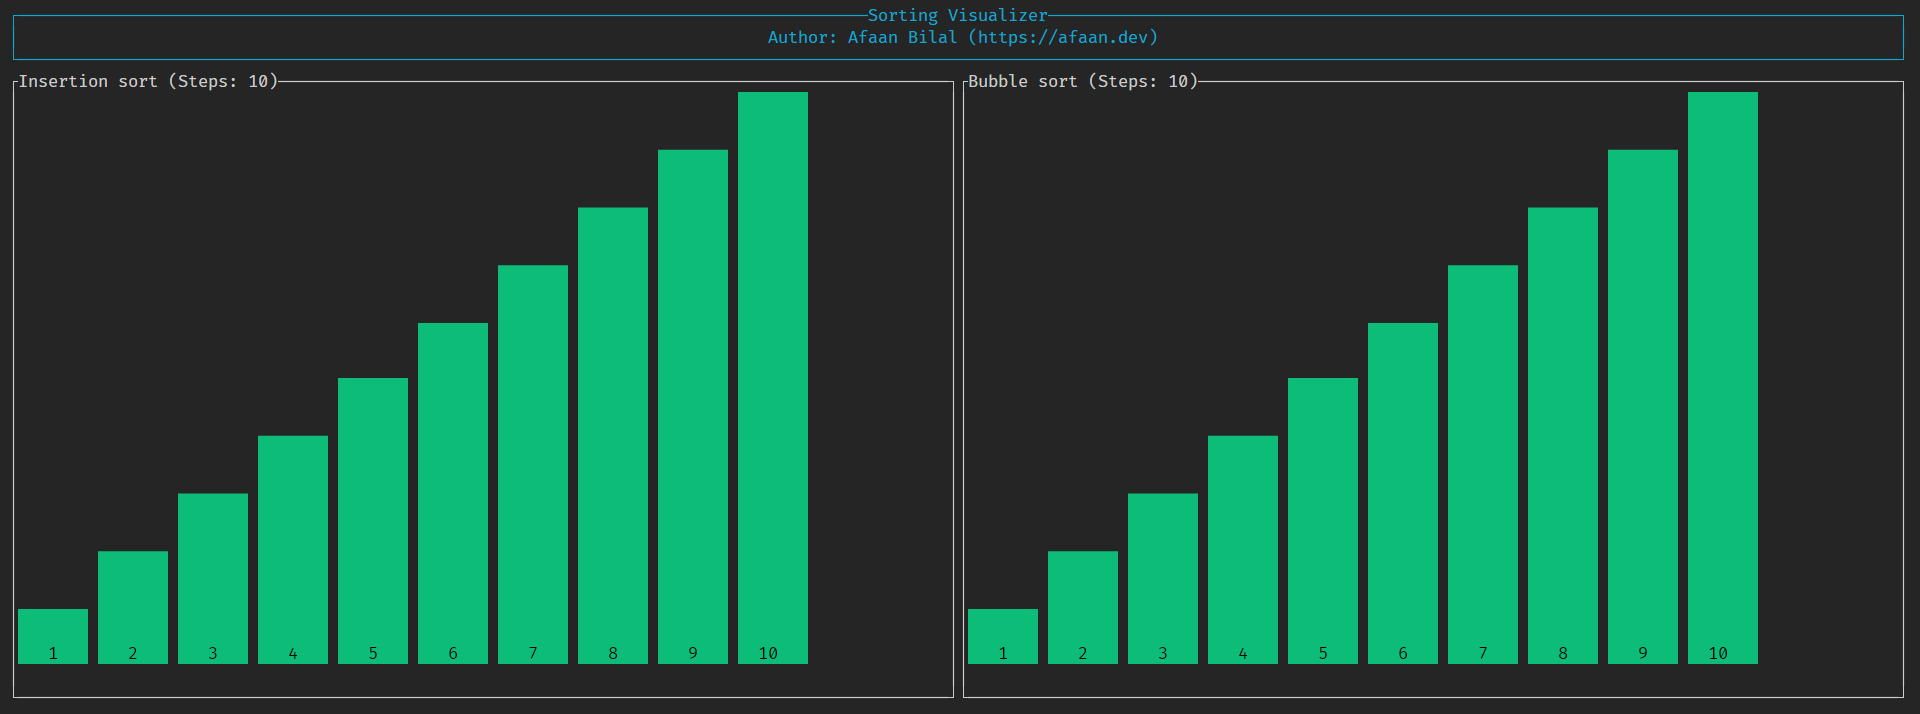 Sorting Visualizer
Author: Afaan Bilal (https://afaan.dev)
Insertion sort (Steps: 10)
1 2 3 4 5 6 7 8 9 10
Bubble sort (Steps: 10)
1 2 3 4 5 6 7 8 9 10